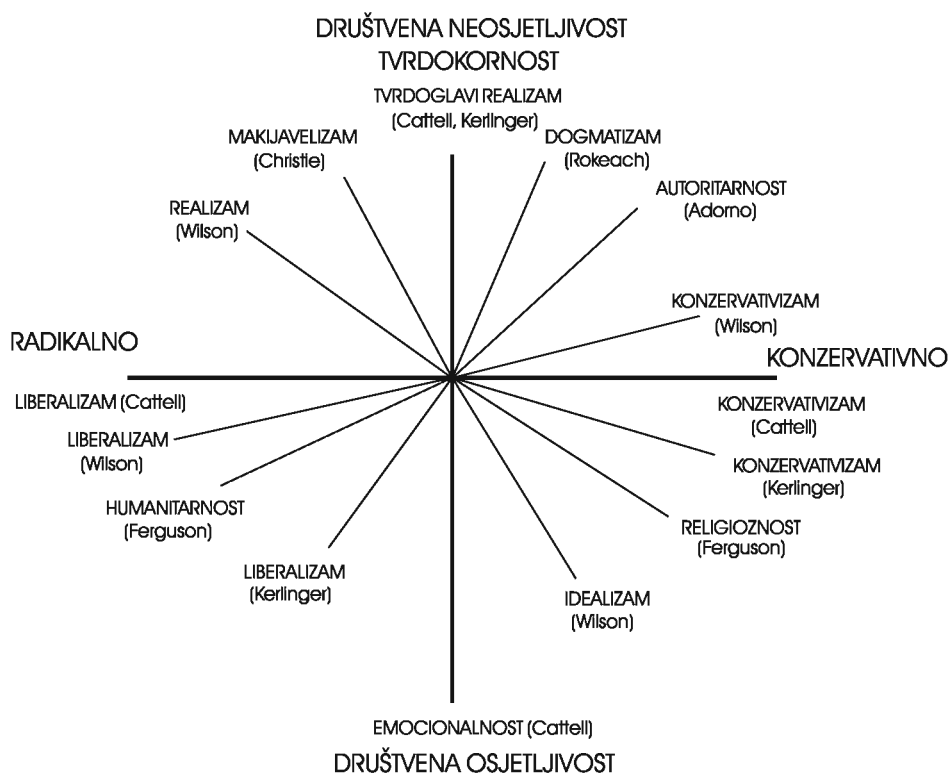 DRUŠTVENA NEOSJETLJIVOST
TVRDOKORNOST
TVRDOGLAVI REALIZAM
(Cattell, Kerlinger)
MAKIJAVELIZAM
(Christie)
DOGMATIZAM
(Rokeach)
AUTORITARNOST
(Adorno)
REALIZAM
(Wilson)
KONZERVATIVIZAM
(Wilson)
RADIKALNO
KONZERVATIVNO
LIBERALIZAM (Cattell)
KONZERVATIVIZAM
(Cattell)
LIBERALIZAM
(Wilson)
KONZERVATIVIZAM
(Kerlinger)
HUMANITARNOST
(Ferguson)
RELIGIOZNOST
(Ferguson)
LIBERALIZAM
(Kerlinger)
IDEALIZAM
(Wilson)
EMOCIONALNOST (Cattell)
DRUŠTVENA OSJETLJIVOST